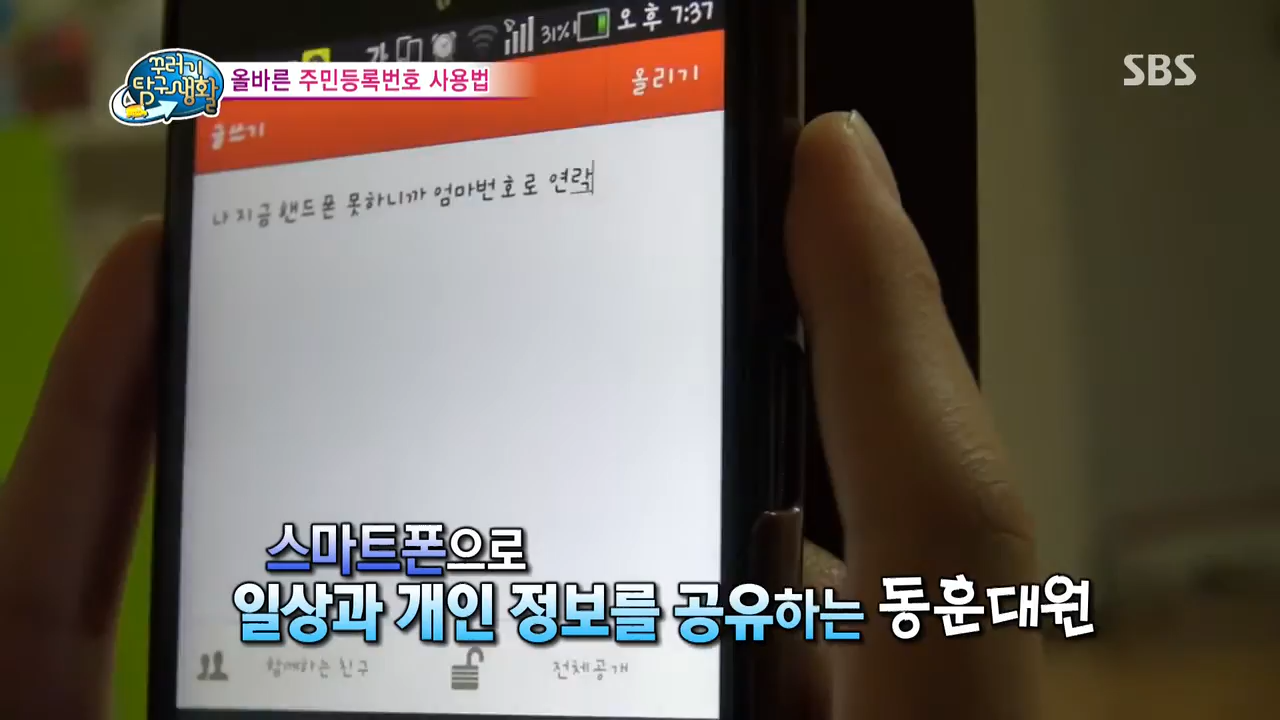 가
31%
오후 7:37
꾸러기
탐구생활
올바른 주민등록번호 사용법
SBS
올리기
글쓰기
나 지금 핸드폰 못하니까 엄마번호로 연락
스마트폰으로
일상과 개인 정보를 공유하는 동훈대원
함께하는 친구
전체공개